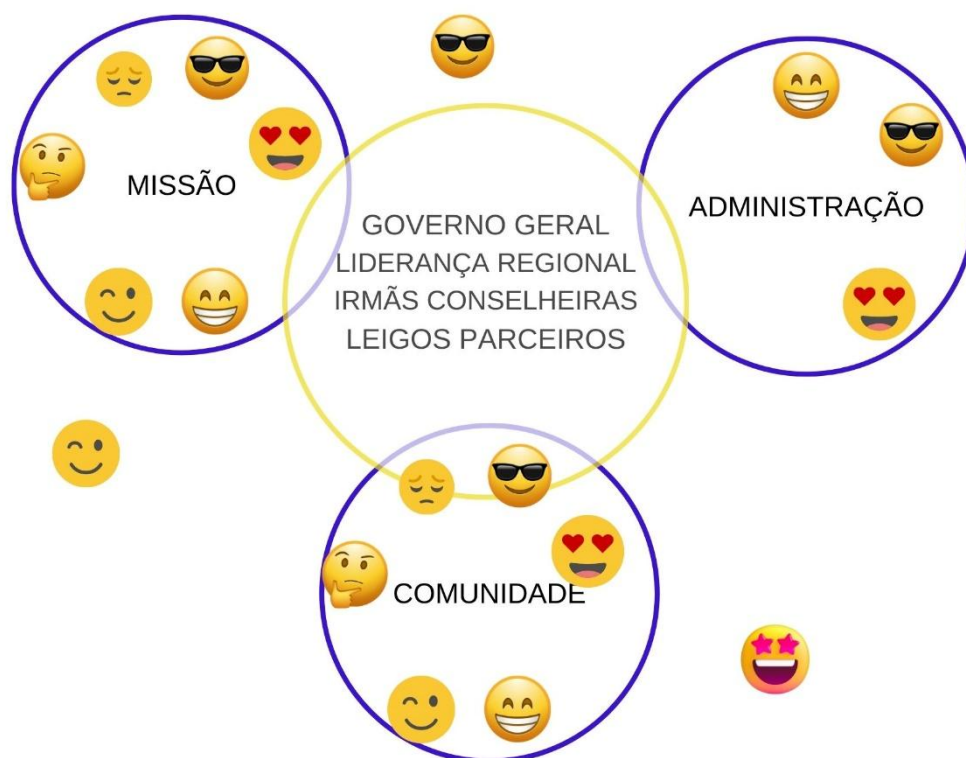 MISSÃO
GOVERNO GERAL
LIDERANÇA REGIONAL
IRMÃS CONSELHEIRAS
LEIGOS PARCEIROS
ADMINISTRAÇÃO
COMUNIDADE